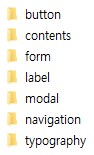 button
contents
form
label
modal
navigation
typography